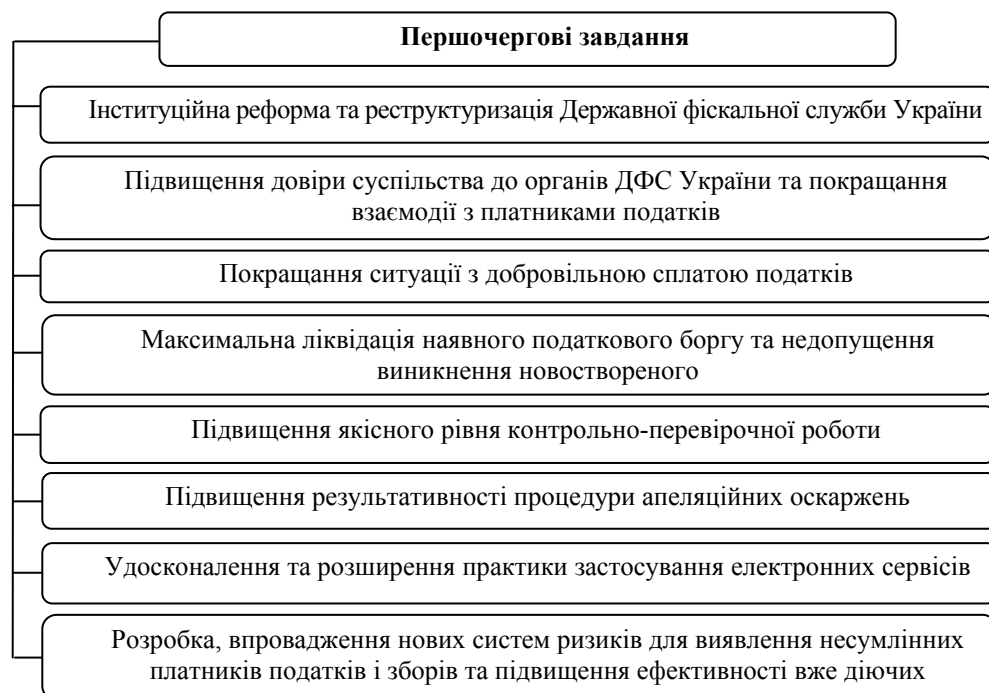 Першочергові завдання
Інституційна реформа та реструктуризація Державної фіскальної служби України
Підвищення довіри суспільства до органів ДФС України та покращання
взаємодії з платниками податків
Покращання ситуації з добровільною сплатою податків
Максимальна ліквідація наявного податкового боргу та недопущення
виникнення новоствореного
Підвищення якісного рівня контрольно-перевірочної роботи
Підвищення результативності процедури апеляційних оскаржень
Удосконалення та розширення практики застосування електронних сервісів
Розробка, впровадження нових систем ризиків для виявлення несумлінних
платників податків і зборів та підвищення ефективності вже діючих